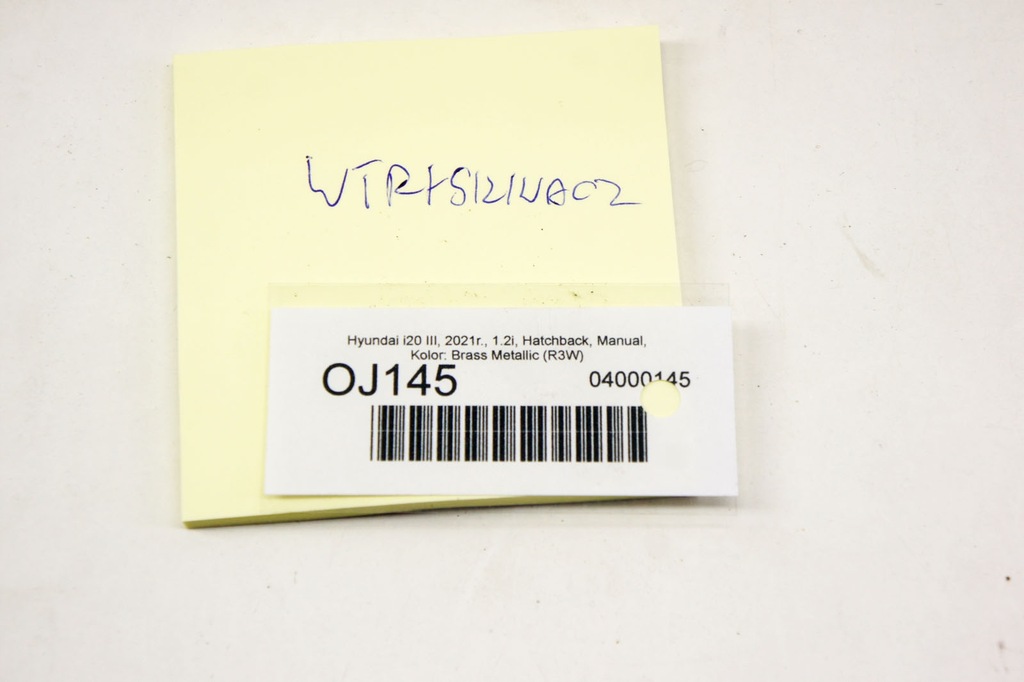 WTRYSKIWACZ
Hyundai i20 III, 2021r., 1.2i, Hatchback, Manual,
Kolor: Brass Metallic (R3W)
OJ145 04000145